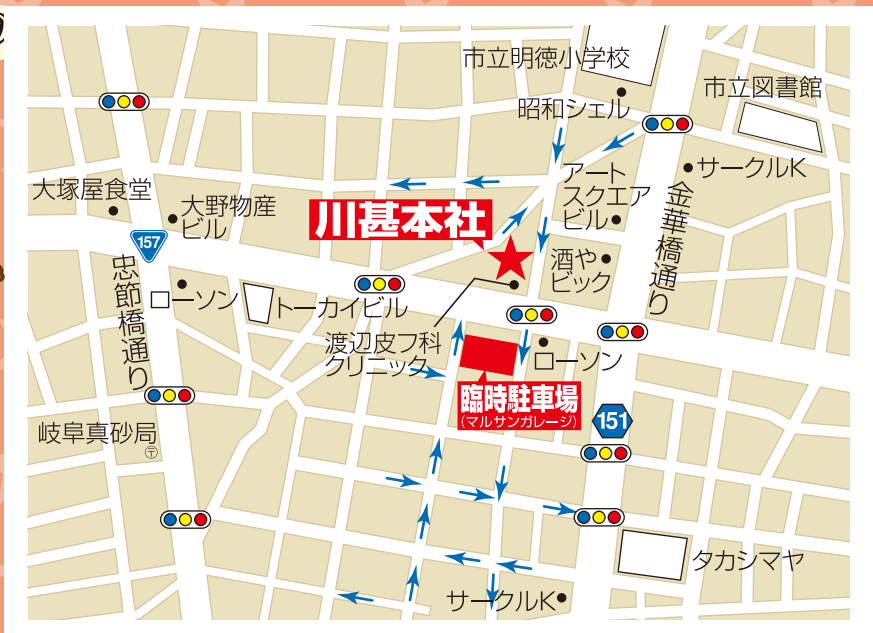 市立明徳小学校
昭和シェル
市立図書館
サークルK
アート
スクエア
ビル
金華橋通り
大塚屋食堂
大野物産
ビル
川甚本社
157
酒や
ビック
忠節橋通り
ローソン
トーカイビル
渡辺皮フ科
クリニック
ローソン
臨時駐車場
(マルサンガレージ)
151
岐阜真砂局
〒
タカシマヤ
サークルK